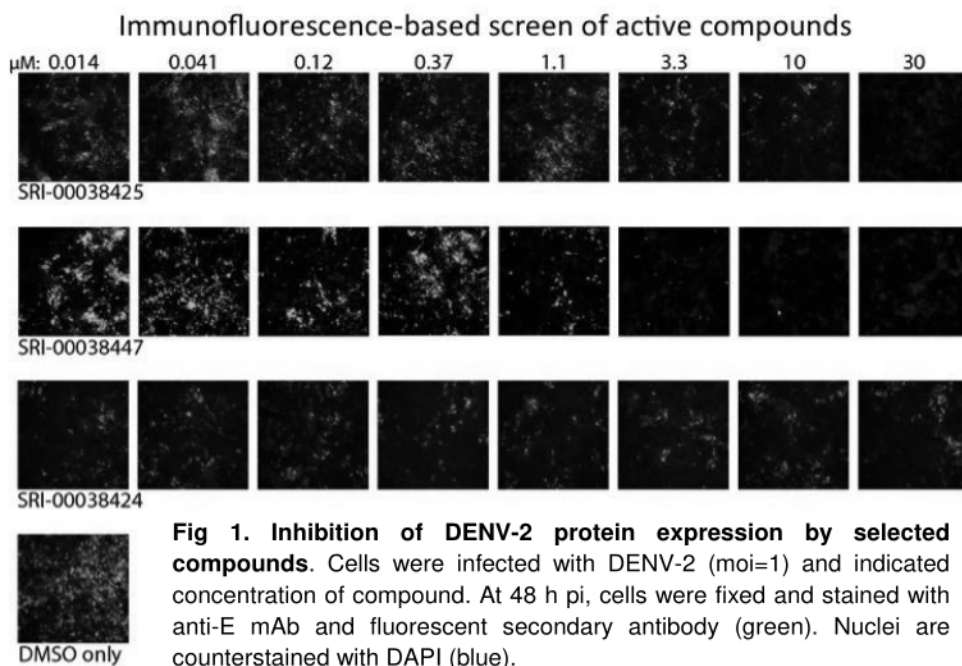 Immunofluorescence-based screen of active compounds
µM: 0.014 0.041 0.12 0.37 1.1 3.3 10 30
SRI-00038425
SRI-00038447
SRI-00038424
DMSO only
Fig 1. Inhibition of DENV-2 protein expression by selected
compounds. Cells were infected with DENV-2 (moi=1) and indicated
concentration of compound. At 48 h pi, cells were fixed and stained with
anti-E mAb and fluorescent secondary antibody (green). Nuclei are
counterstained with DAPI (blue).